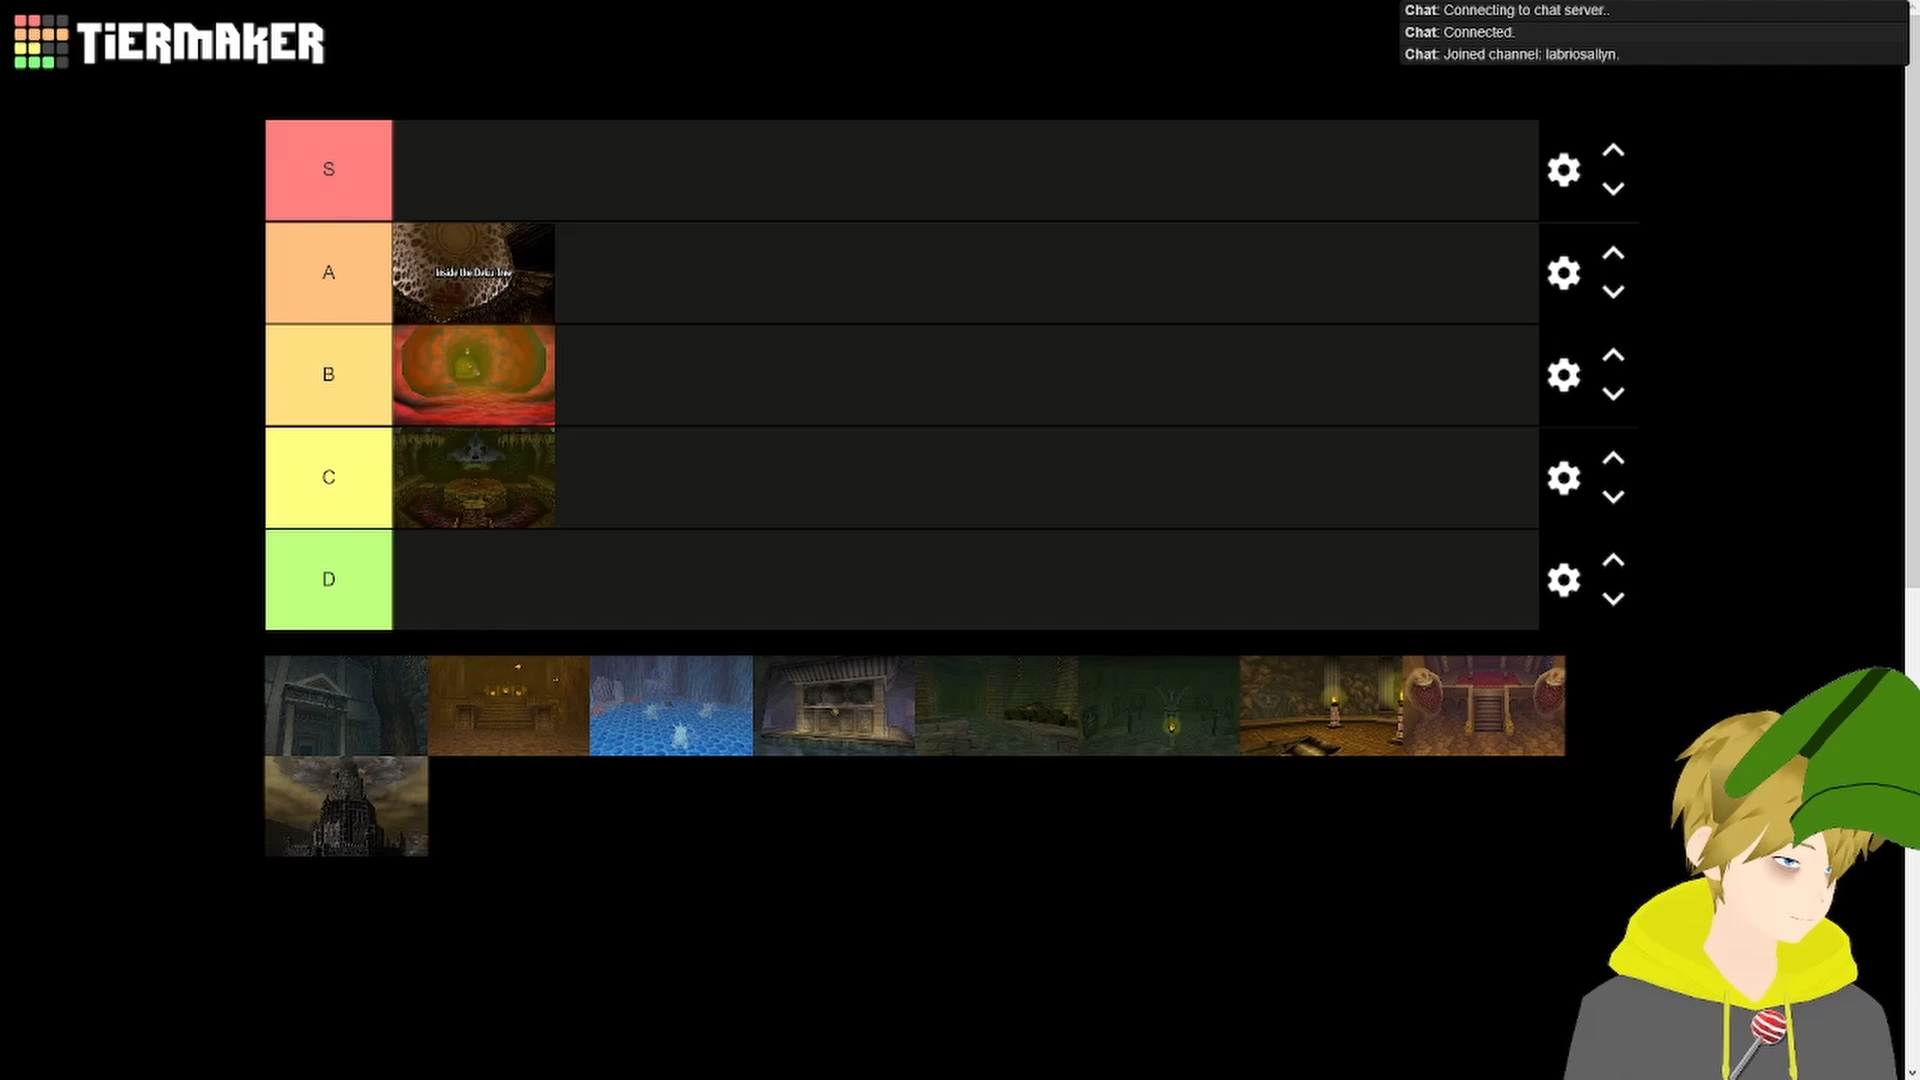 TiERMAKER
Chat: Connecting to chat server..
Chat: Connected.
Chat: Joined channel: labriosallyn.
S
A
Inside the Deku Tree
B
C
D